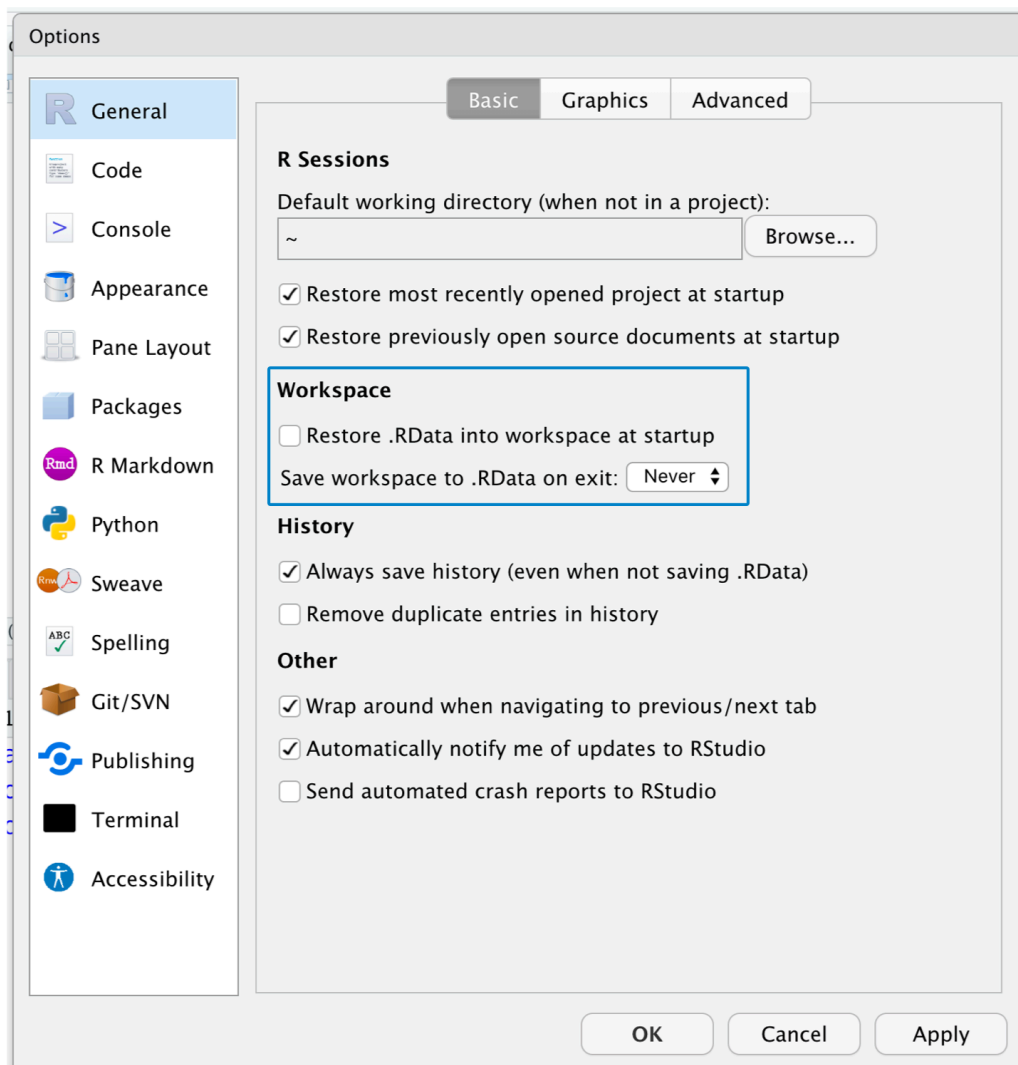 Options
General
Code
>
Console
Appearance
Pane Layout
Packages
Rmd
R Markdown
Python
Rnw
Sweave
ABC
Spelling
Git/SVN
Publishing
Terminal
Accessibility
Basic
Graphics
Advanced
R Sessions
Default working directory (when not in a project):
~
Browse...
Restore most recently opened project at startup
Restore previously open source documents at startup
Workspace
Restore .RData into workspace at startup
Save workspace to .RData on exit: Never
History
Always save history (even when not saving .RData)
Remove duplicate entries in history
Other
Wrap around when navigating to previous/next tab
Automatically notify me of updates to RStudio
Send automated crash reports to RStudio
OK
Cancel
Apply